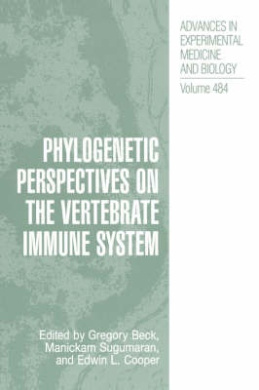 ADVANCES IN
EXPERIMENTAL
MEDICINE
AND BIOLOGY
Volume 484
PHYLOGENETIC
PERSPECTIVES ON
THE VERTEBRATE
IMMUNE SYSTEM
Edited by Gregory Beck,
Manickam Sugumaran,
and Edwin L. Cooper